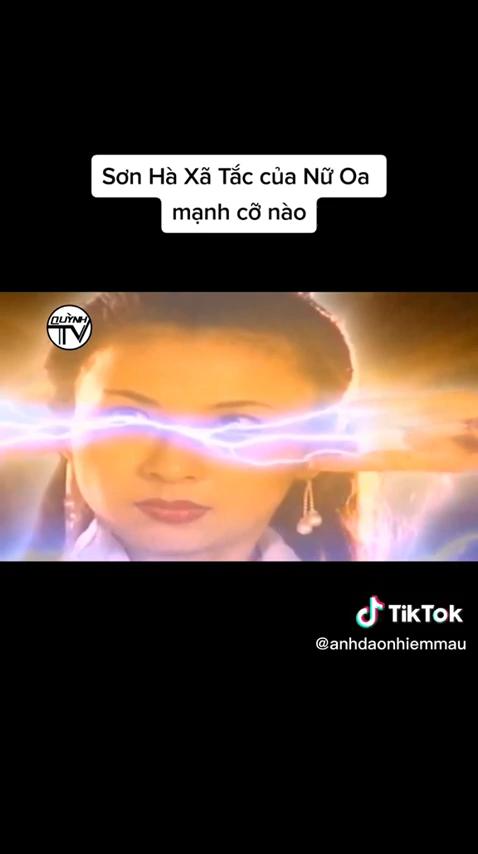 Sơn Hà Xã Tắc của Nữ Oa
mạnh cỡ nào
QUỲNH
TV
TikTok
@anhdaonhiemmau